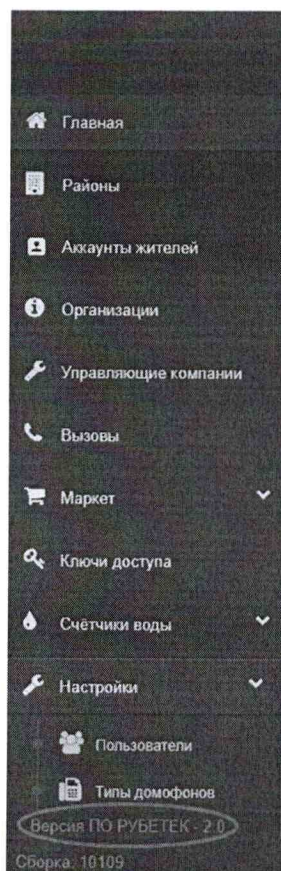 Главная
Районы
Аккаунты жителей
Организации
Управляющие компании
Вызовы
Маркет
Ключи доступа
Счётчики воды
Настройки
Пользователи
Типы домофонов
Версия ПО РУБЕТЕК - 2.0
Сборка: 10109